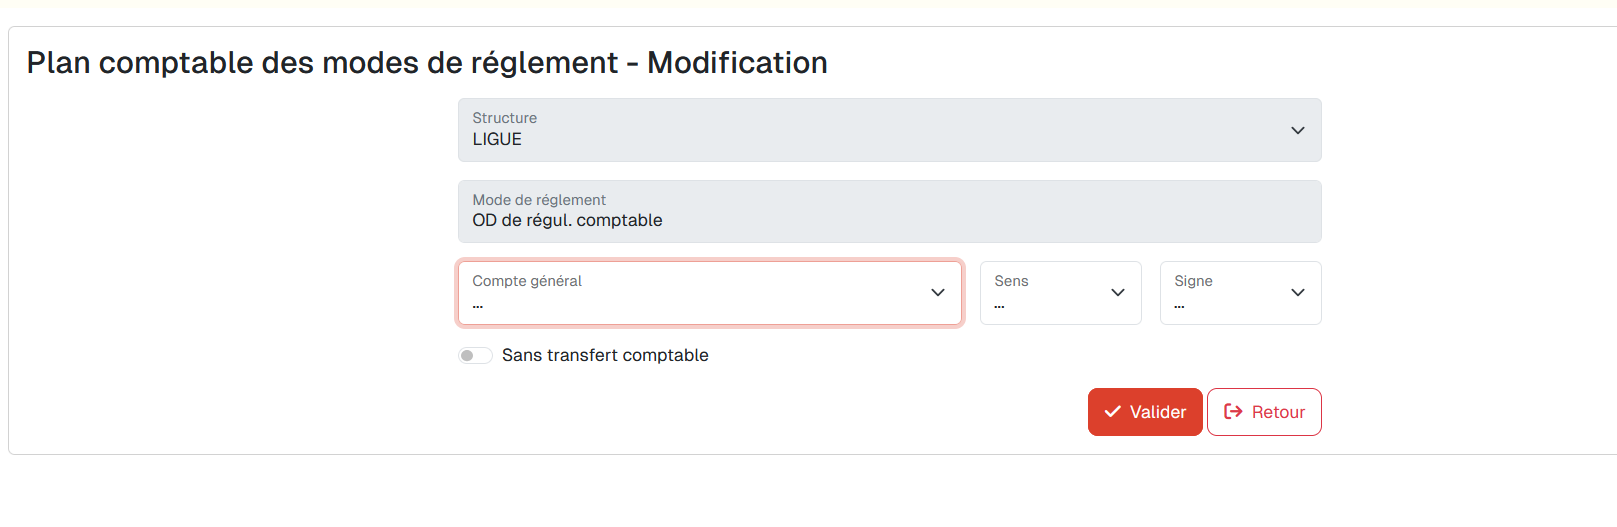 Plan comptable des modes de réglement - Modification
Structure
LIGUE
Mode de réglement
OD de régul. comptable
Compte général
...
Sens
...
Signe
...
Sans transfert comptable
Valider
Retour